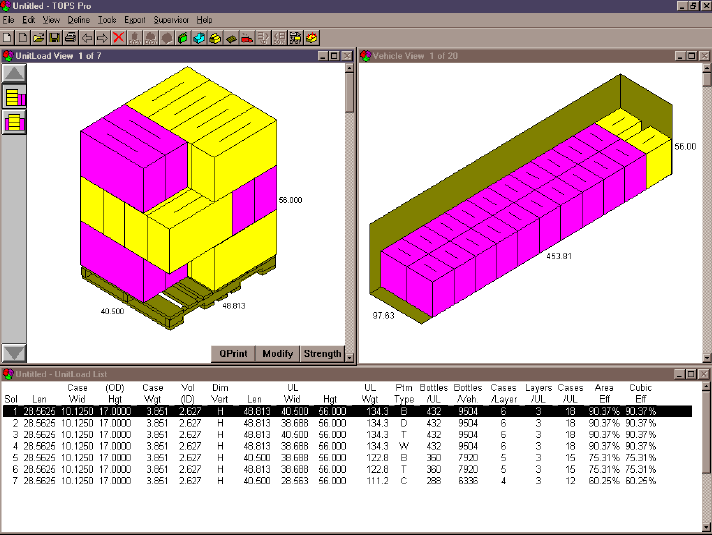 Untitled - TOPS Pro
File Edit View Define Tools Export Supervisor Help
UnitLoad View 1 of 7
56.000
40.500
48.813
QPrint Modify Strength
Vehicle View 1 of 20
56.00
453.81
97.63
Untitled - UnitLoad List
Case (OD) Case Vol Dim UL UL Ptrn Bottles Bottles Cases Layers Cases Area Cubic
Sol Len Wid Hgt Wgt (ID) Vert Len Wid Hgt Wgt Type /UL /Veh. /Layer /UL /UL Eff Eff
1 28.5625 10.1250 17.0000 3.851 2.627 H 48.813 40.500 56.000 134.3 B 432 9504 6 3 18 90.37% 90.37%
2 28.5625 10.1250 17.0000 3.851 2.627 H 48.813 38.688 56.000 134.3 D 432 9504 6 3 18 90.37% 90.37%
3 28.5625 10.1250 17.0000 3.851 2.627 H 48.813 38.688 56.000 134.3 T 432 9504 6 3 18 90.37% 90.37%
4 28.5625 10.1250 17.0000 3.851 2.627 H 48.813 38.688 56.000 134.3 W 432 9504 6 3 18 90.37% 90.37%
5 28.5625 10.1250 17.0000 3.851 2.627 H 40.500 38.688 56.000 122.8 B 360 7920 5 3 15 75.31% 75.31%
6 28.5625 10.1250 17.0000 3.851 2.627 H 48.813 38.688 56.000 122.8 T 360 7920 5 3 15 75.31% 75.31%
7 28.5625 10.1250 17.0000 3.851 2.627 H 40.500 28.563 56.000 111.2 C 288 6336 4 3 12 60.25% 60.25%